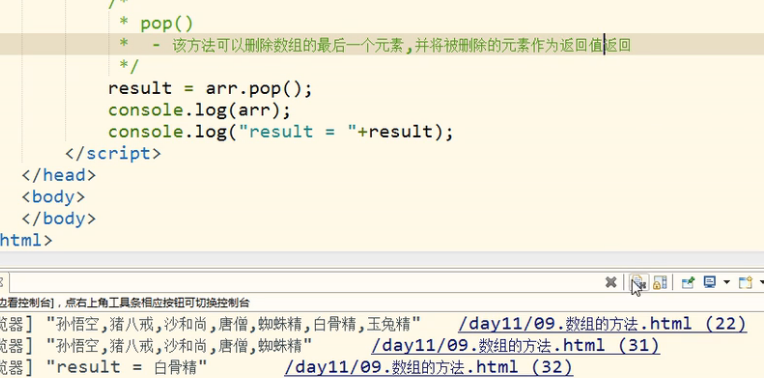 /*
* pop()
* - 该方法可以删除数组的最后一个元素,并将被删除的元素作为返回值返回
*/
result = arr.pop();
console.log(arr);
console.log("result = "+result);
</script>
</head>
<body>
</body>
html>
边看控制台]，点右上角工具条相应按钮可切换控制台
览器] "孙悟空,猪八戒,沙和尚,唐僧,蜘蛛精,白骨精,玉兔精" /day11/09.数组的方法.html (22)
览器] "孙悟空,猪八戒,沙和尚,唐僧,蜘蛛精" /day11/09.数组的方法.html (31)
览器] "result = 白骨精" /day11/09.数组的方法.html (32)